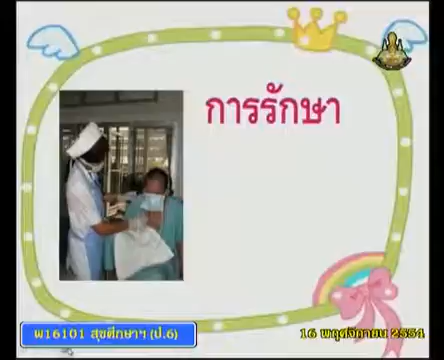 การรักษา
พ16101 สุขศึกษาฯ (ป.6)
16 พฤศจิกายน 2554